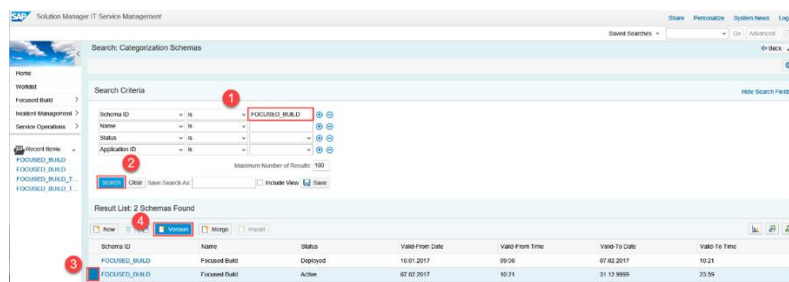 SAP Solution Manager IT Service Management
Share Personalize System News Log
Saved Searches Go Advanced
Search: Categorization Schemas
Back
Home
Worklist
Focused Build
Incident Management
Service Operations
Recent Items
FOCUSED_BUILD
FOCUSED_BUILD
FOCUSED_BUILD_T...
FOCUSED_BUILD_T...
Search Criteria
Hide Search Field
1
Schema ID is FOCUSED_BUILD
Name is
Status is
Application ID is
2
Maximum Number of Results: 100
Search Clear Save Search As: Include View Save
Result List: 2 Schemas Found
4
New Version Merge Import
Schema ID Name Status Valid-From Date Valid-From Time Valid-To Date Valid-To Time
FOCUSED_BUILD Focused Build Deployed 10.01.2017 09:00 07.02.2017 10:21
3
FOCUSED_BUILD Focused Build Active 07.02.2017 10:21 31.12.9999 23:59